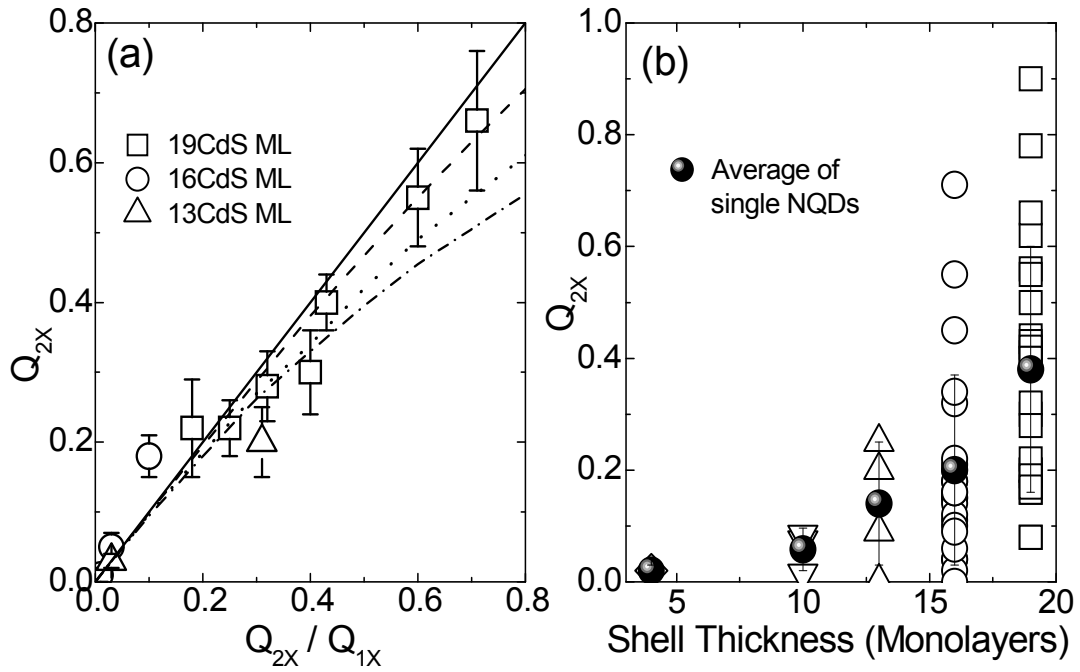 (a)
19CdS ML
16CdS ML
13CdS ML
Q2X
0.8
0.6
0.4
0.2
0.0
0.0 0.2 0.4 0.6 0.8
Q2X / Q1X
(b)
Average of
single NQDs
Q2X
1.0
0.8
0.6
0.4
0.2
0.0
5 10 15 20
Shell Thickness (Monolayers)